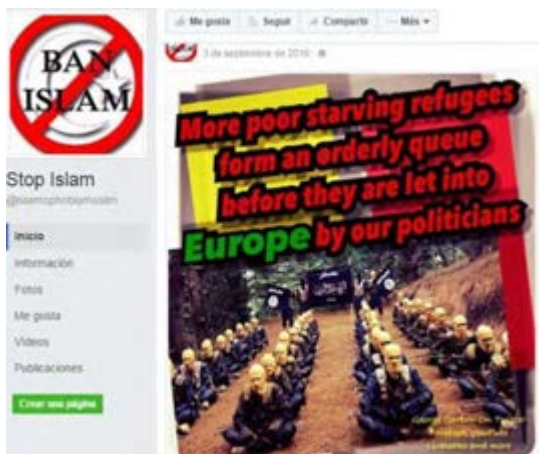 BAN
ISLAM
Stop Islam
Inicio
Información
Fotos
Me gusta
Vídeos
Publicaciones
Crear una página
Me gusta
Seguir
Compartir
Más
3 de septiembre de 2016
More poor starving refugees
form an orderly queue
before they are let into
Europe by our politicians